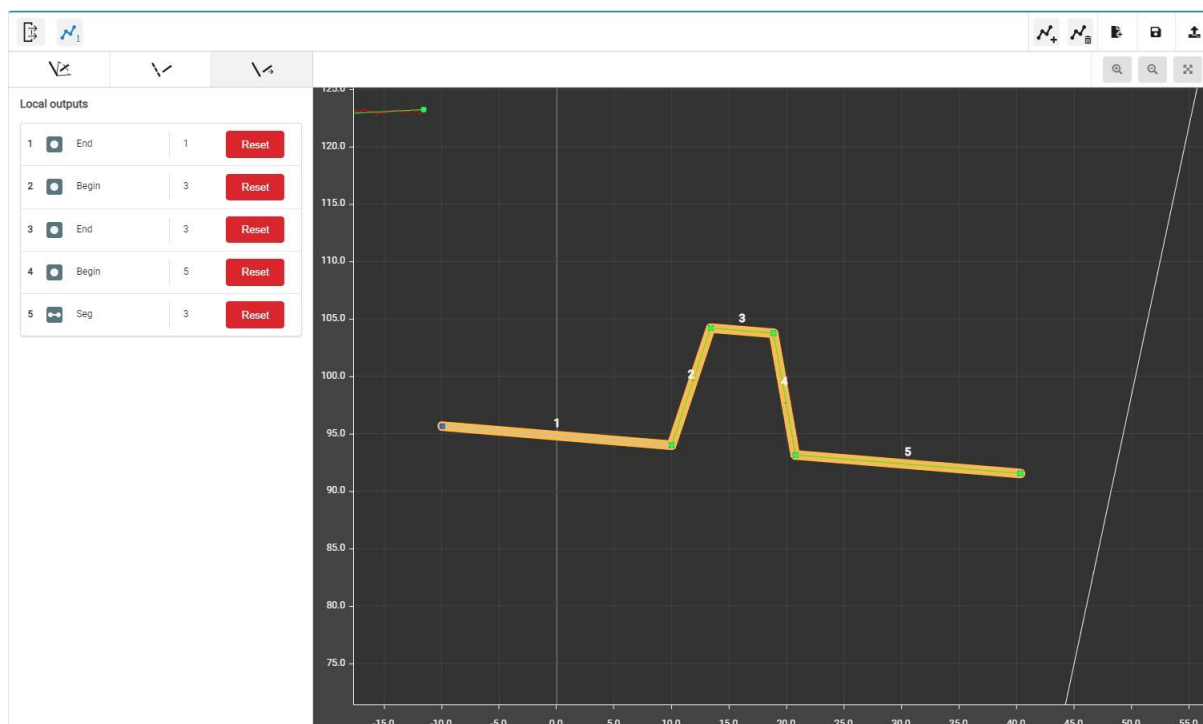 1
Local outputs
1 End 1 Reset
2 Begin 3 Reset
3 End 3 Reset
4 Begin 5 Reset
5 Seg 3 Reset
125.0
120.0
115.0
110.0
105.0
100.0
95.0
90.0
85.0
80.0
75.0
1
2
3
4
5
-15.0 -10.0 -5.0 0.0 5.0 10.0 15.0 20.0 25.0 30.0 35.0 40.0 45.0 50.0 55.0